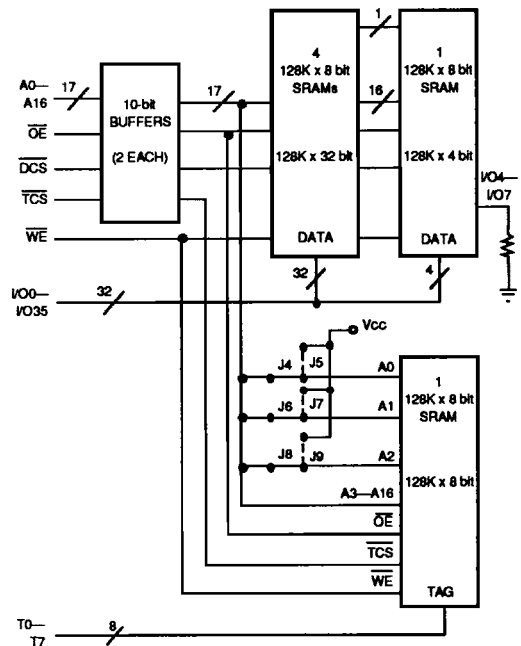 1
4
128K x 8 bit
SRAMs
128K x 32 bit
DATA
1
128K x 8 bit
SRAM
128K x 4 bit
DATA
16
A0—
A16
17
10-bit
BUFFERS
(2 EACH)
17
OE
DCS
TCS
WE
I/O4—
I/O7
32
4
I/O0—
I/O35
32
Vcc
J4
J5
A0
J6
J7
A1
J8
J9
A2
A3—A16
OE
TCS
WE
1
128K x 8 bit
SRAM
128K x 8 bit
TAG
T0—
T7
8